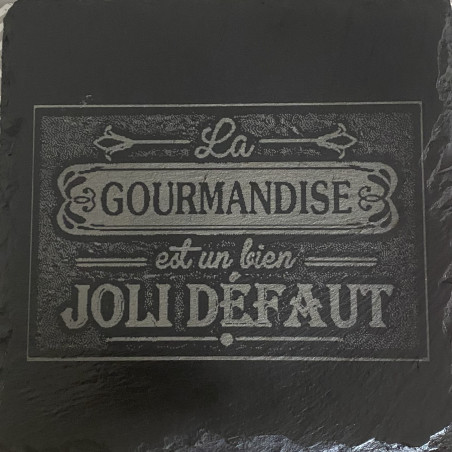 La
GOURMANDISE
est un bien
JOLI DÉFAUT